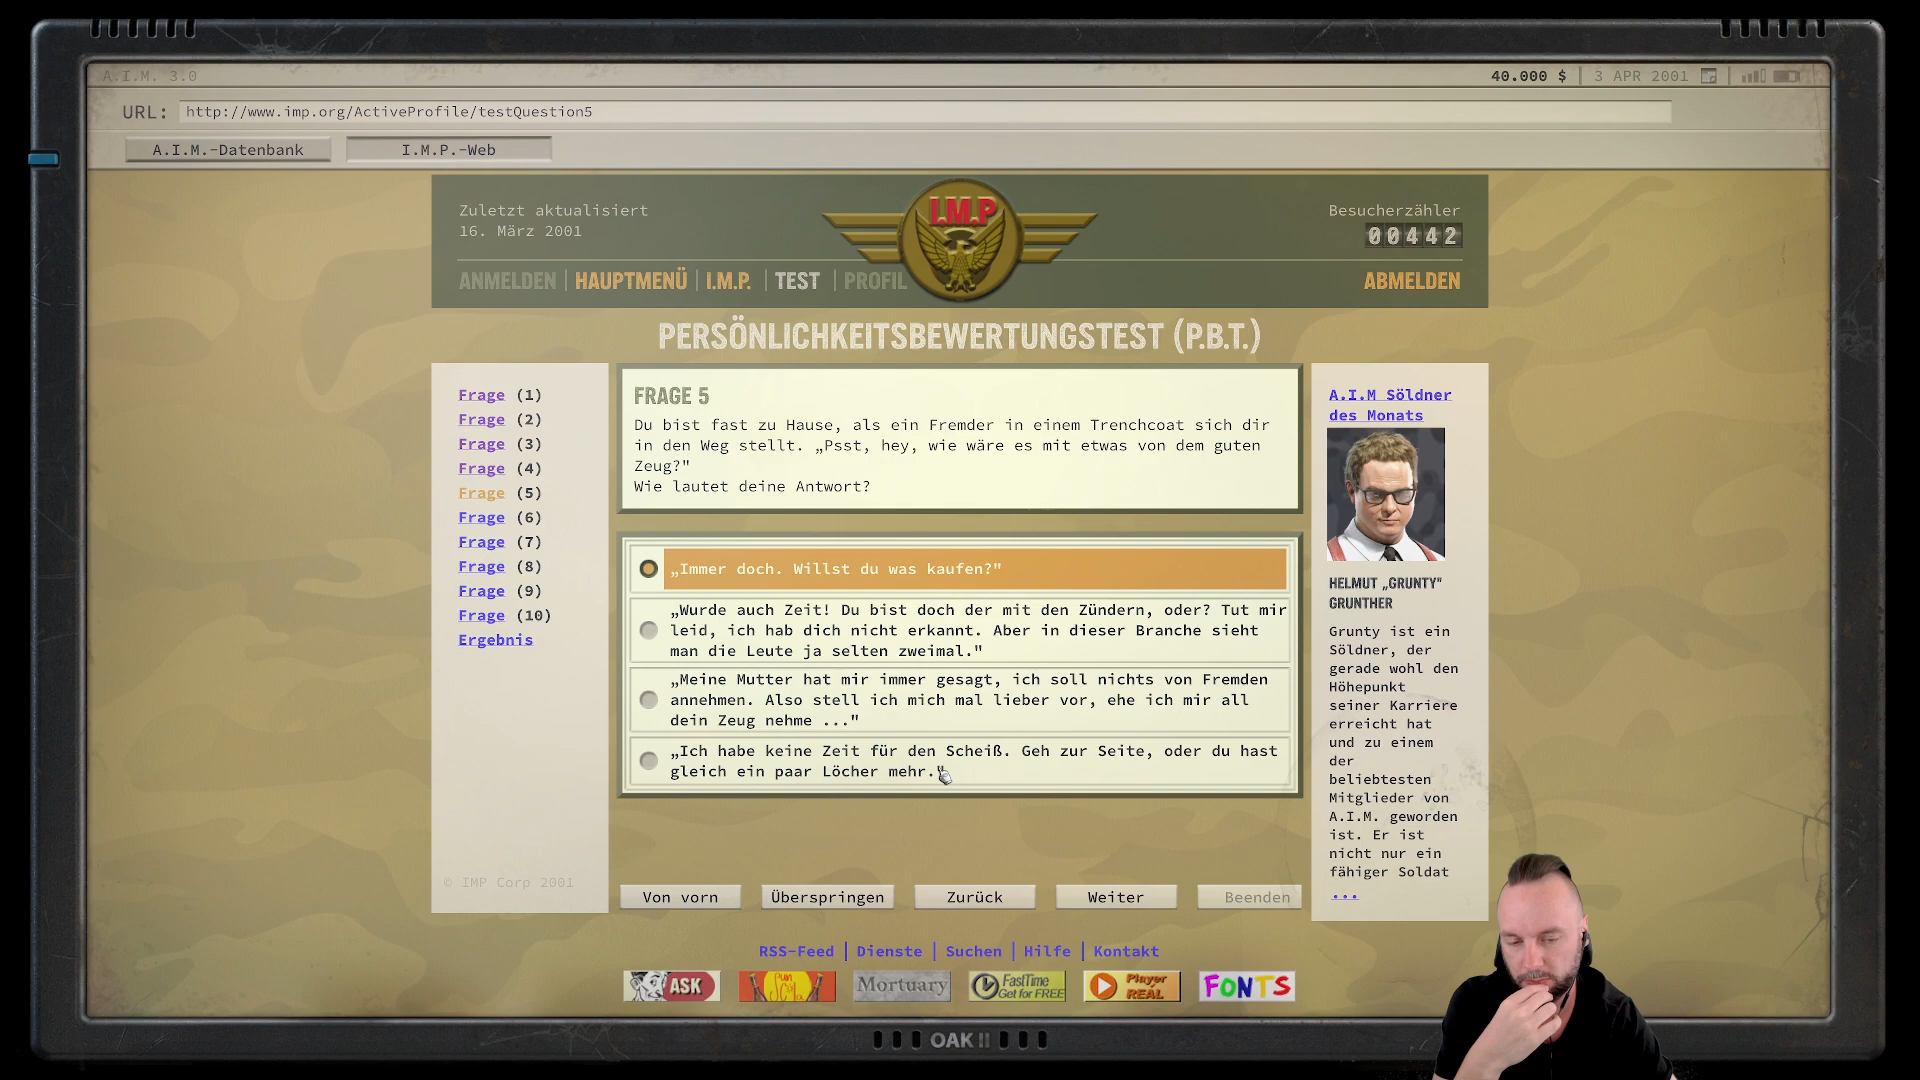 A.I.M. 3.0
40.000 $
3 APR 2001
URL: http://www.imp.org/ActiveProfile/testQuestion5
A.I.M.-Datenbank
I.M.P.-Web
Zuletzt aktualisiert
16. März 2001
I.M.P
Besucherzähler
00442
ANMELDEN
HAUPTMENÜ
I.M.P.
TEST
PROFIL
ABMELDEN
PERSÖNLICHKEITSBEWERTUNGSTEST (P.B.T.)
Frage (1)
Frage (2)
Frage (3)
Frage (4)
Frage (5)
Frage (6)
Frage (7)
Frage (8)
Frage (9)
Frage (10)
Ergebnis
© IMP Corp 2001
FRAGE 5
Du bist fast zu Hause, als ein Fremder in einem Trenchcoat sich dir
in den Weg stellt. „Psst, hey, wie wäre es mit etwas von dem guten
Zeug?"
Wie lautet deine Antwort?
„Immer doch. Willst du was kaufen?"
„Wurde auch Zeit! Du bist doch der mit den Zündern, oder? Tut mir
leid, ich hab dich nicht erkannt. Aber in dieser Branche sieht
man die Leute ja selten zweimal."
„Meine Mutter hat mir immer gesagt, ich soll nichts von Fremden
annehmen. Also stell ich mich mal lieber vor, ehe ich mir all
dein Zeug nehme ..."
„Ich habe keine Zeit für den Scheiß. Geh zur Seite, oder du hast
gleich ein paar Löcher mehr."
Von vorn
Überspringen
Zurück
Weiter
Beenden
A.I.M Söldner
des Monats
HELMUT „GRUNTY"
GRUNTHER
Grunty ist ein
Söldner, der
gerade wohl den
Höhepunkt
seiner Karriere
erreicht hat
und zu einem
der
beliebtesten
Mitglieder von
A.I.M. geworden
ist. Er ist
nicht nur ein
fähiger Soldat
...
RSS-Feed
Dienste
Suchen
Hilfe
Kontakt
ASK
Mortuary
FastTime
Get for FREE
Player
REAL
FONTS
OAK II